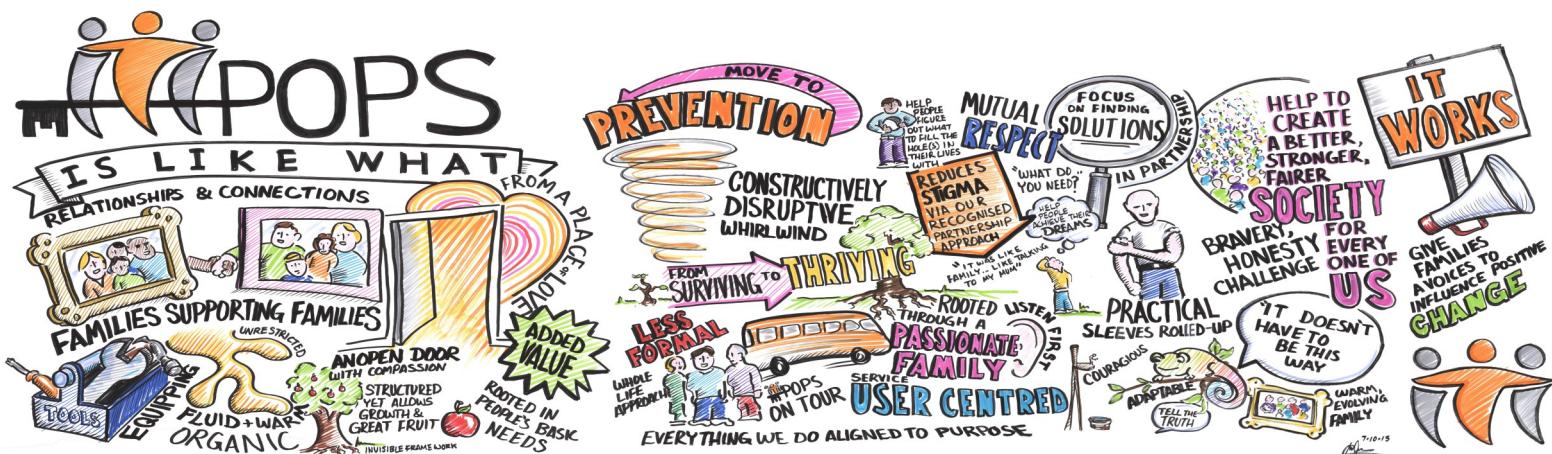 POPS
IS LIKE WHAT
RELATIONSHIPS & CONNECTIONS
FROM A PLACE OF LOVE
FAMILIES SUPPORTING FAMILIES
TOOLS
EQUIPPING
UNRESTRICTED
FLUID + WARM
ORGANIC
AN OPEN DOOR
WITH COMPASSION
STRUCTURED
YET ALLOWS
GROWTH &
GREAT FRUIT
INVISIBLE FRAMEWORK
ADDED
VALUE
ROOTED IN
PEOPLE'S BASIC
NEEDS
MOVE TO
PREVENTION
CONSTRUCTIVELY
DISRUPTIVE
WHIRLWIND
FROM
SURVIVING TO
THRIVING
HELP
PEOPLE
FIGURE
OUT WHAT
TO FILL THE
HOLE(S) IN
THEIR LIVES
WITH
MUTUAL
RESPECT
REDUCES
STIGMA
VIA OUR
RECOGNISED
PARTNERSHIP
APPROACH
"WHAT DO
YOU NEED?"
FOCUS
ON FINDING
SOLUTIONS
IN PARTNERSHIP
HELP
PEOPLE
ACHIEVE THEIR
DREAMS
"IT WAS LIKE
FAMILY... LIKE TALKING
TO MY MUM"
LESS
FORMAL
WHOLE
LIFE
APPROACH
POPS
ON TOUR
ROOTED
THROUGH A
PASSIONATE
FAMILY
LISTEN FIRST
SERVICE
USER CENTRED
EVERYTHING WE DO ALIGNED TO PURPOSE
PRACTICAL
SLEEVES ROLLED-UP
COURAGEOUS
ADAPTABLE
TELL THE
TRUTH
HELP TO
CREATE
A BETTER,
STRONGER,
FAIRER
SOCIETY
FOR
EVERY
ONE OF
US
BRAVERY,
HONESTY
CHALLENGE
"IT DOESN'T
HAVE TO
BE THIS
WAY
WARM,
EVOLVING
FAMILY
IT
WORKS
GIVE
FAMILIES
A VOICES TO
INFLUENCE POSITIVE
CHANGE
7-10-15